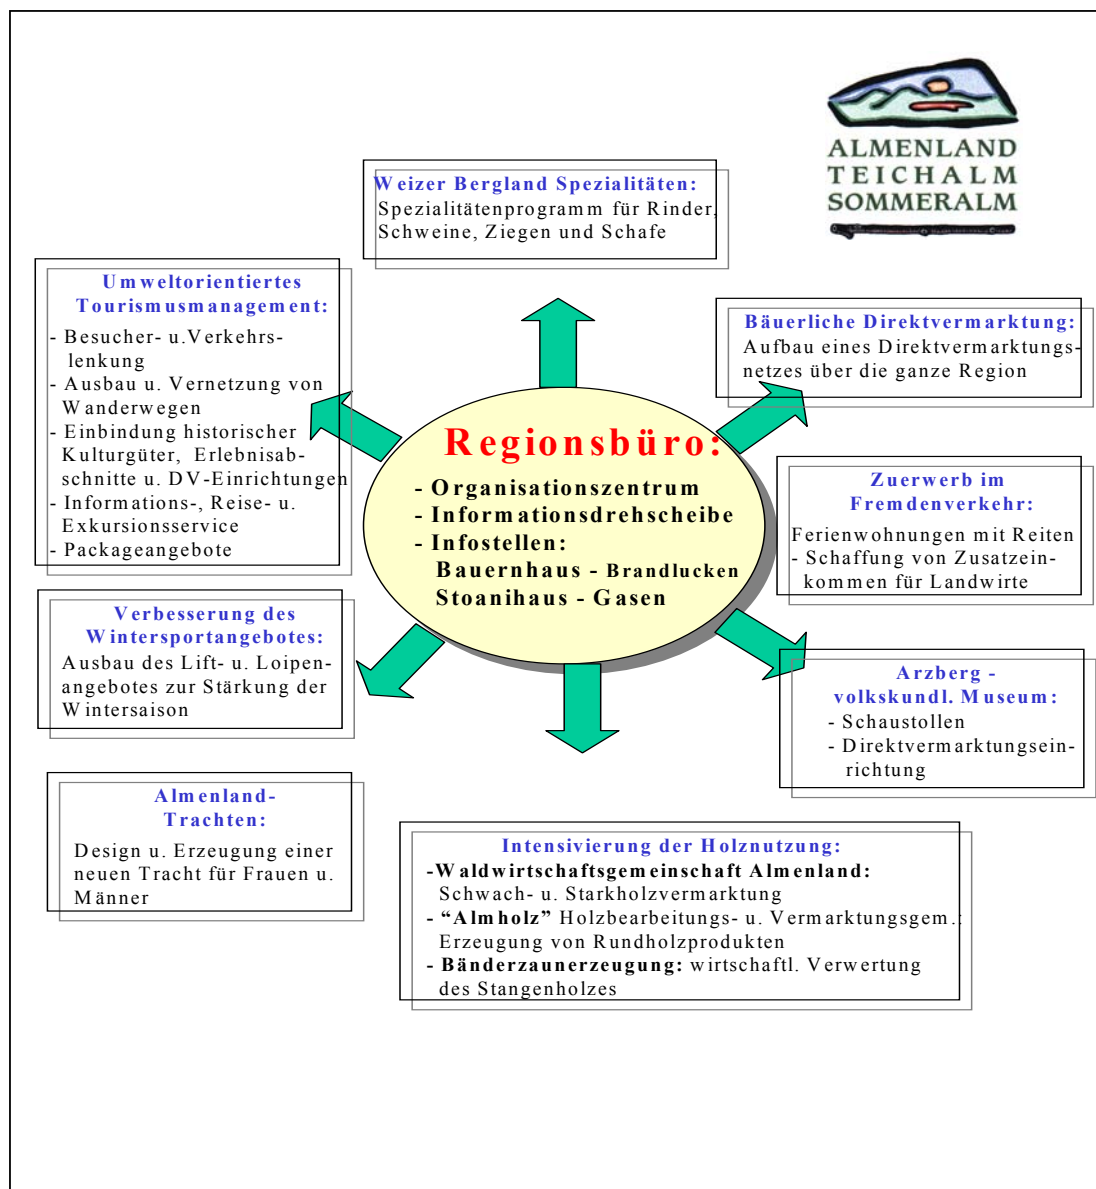 ALMENLAND
TEICHALM
SOMMERALM
Weizer Bergland Spezialitäten:
Spezialitätenprogramm für Rinder,
Schweine, Ziegen und Schafe
Umweltorientiertes
Tourismusmanagement:
- Besucher- u.Verkehrs-
lenkung
- Ausbau u. Vernetzung von
Wanderwegen
- Einbindung historischer
Kulturgüter, Erlebnisab-
schnitte u. DV-Einrichtungen
- Informations-, Reise- u.
Exkursionsservice
- Packageangebote
Bäuerliche Direktvermarktung:
Aufbau eines Direktvermarktungs-
netzes über die ganze Region
Regionsbüro:
- Organisationszentrum
- Informationsdrehscheibe
- Infostellen:
Bauernhaus - Brandlucken
Stoanihaus - Gasen
Zuerwerb im
Fremdenverkehr:
Ferienwohnungen mit Reiten
- Schaffung von Zusatzein-
kommen für Landwirte
Verbesserung des
Wintersportangebotes:
Ausbau des Lift- u. Loipen-
angebotes zur Stärkung der
Wintersaison
Arzberg -
volkskundl. Museum:
- Schaustollen
- Direktvermarktungsein-
richtung
Almenland-
Trachten:
Design u. Erzeugung einer
neuen Tracht für Frauen u.
Männer
Intensivierung der Holznutzung:
-Waldwirtschaftsgemeinschaft Almenland:
Schwach- u. Starkholzvermarktung
- “Almholz” Holzbearbeitungs- u. Vermarktungsgem.:
Erzeugung von Rundholzprodukten
- Bänderzaunerzeugung: wirtschaftl. Verwertung
des Stangenholzes